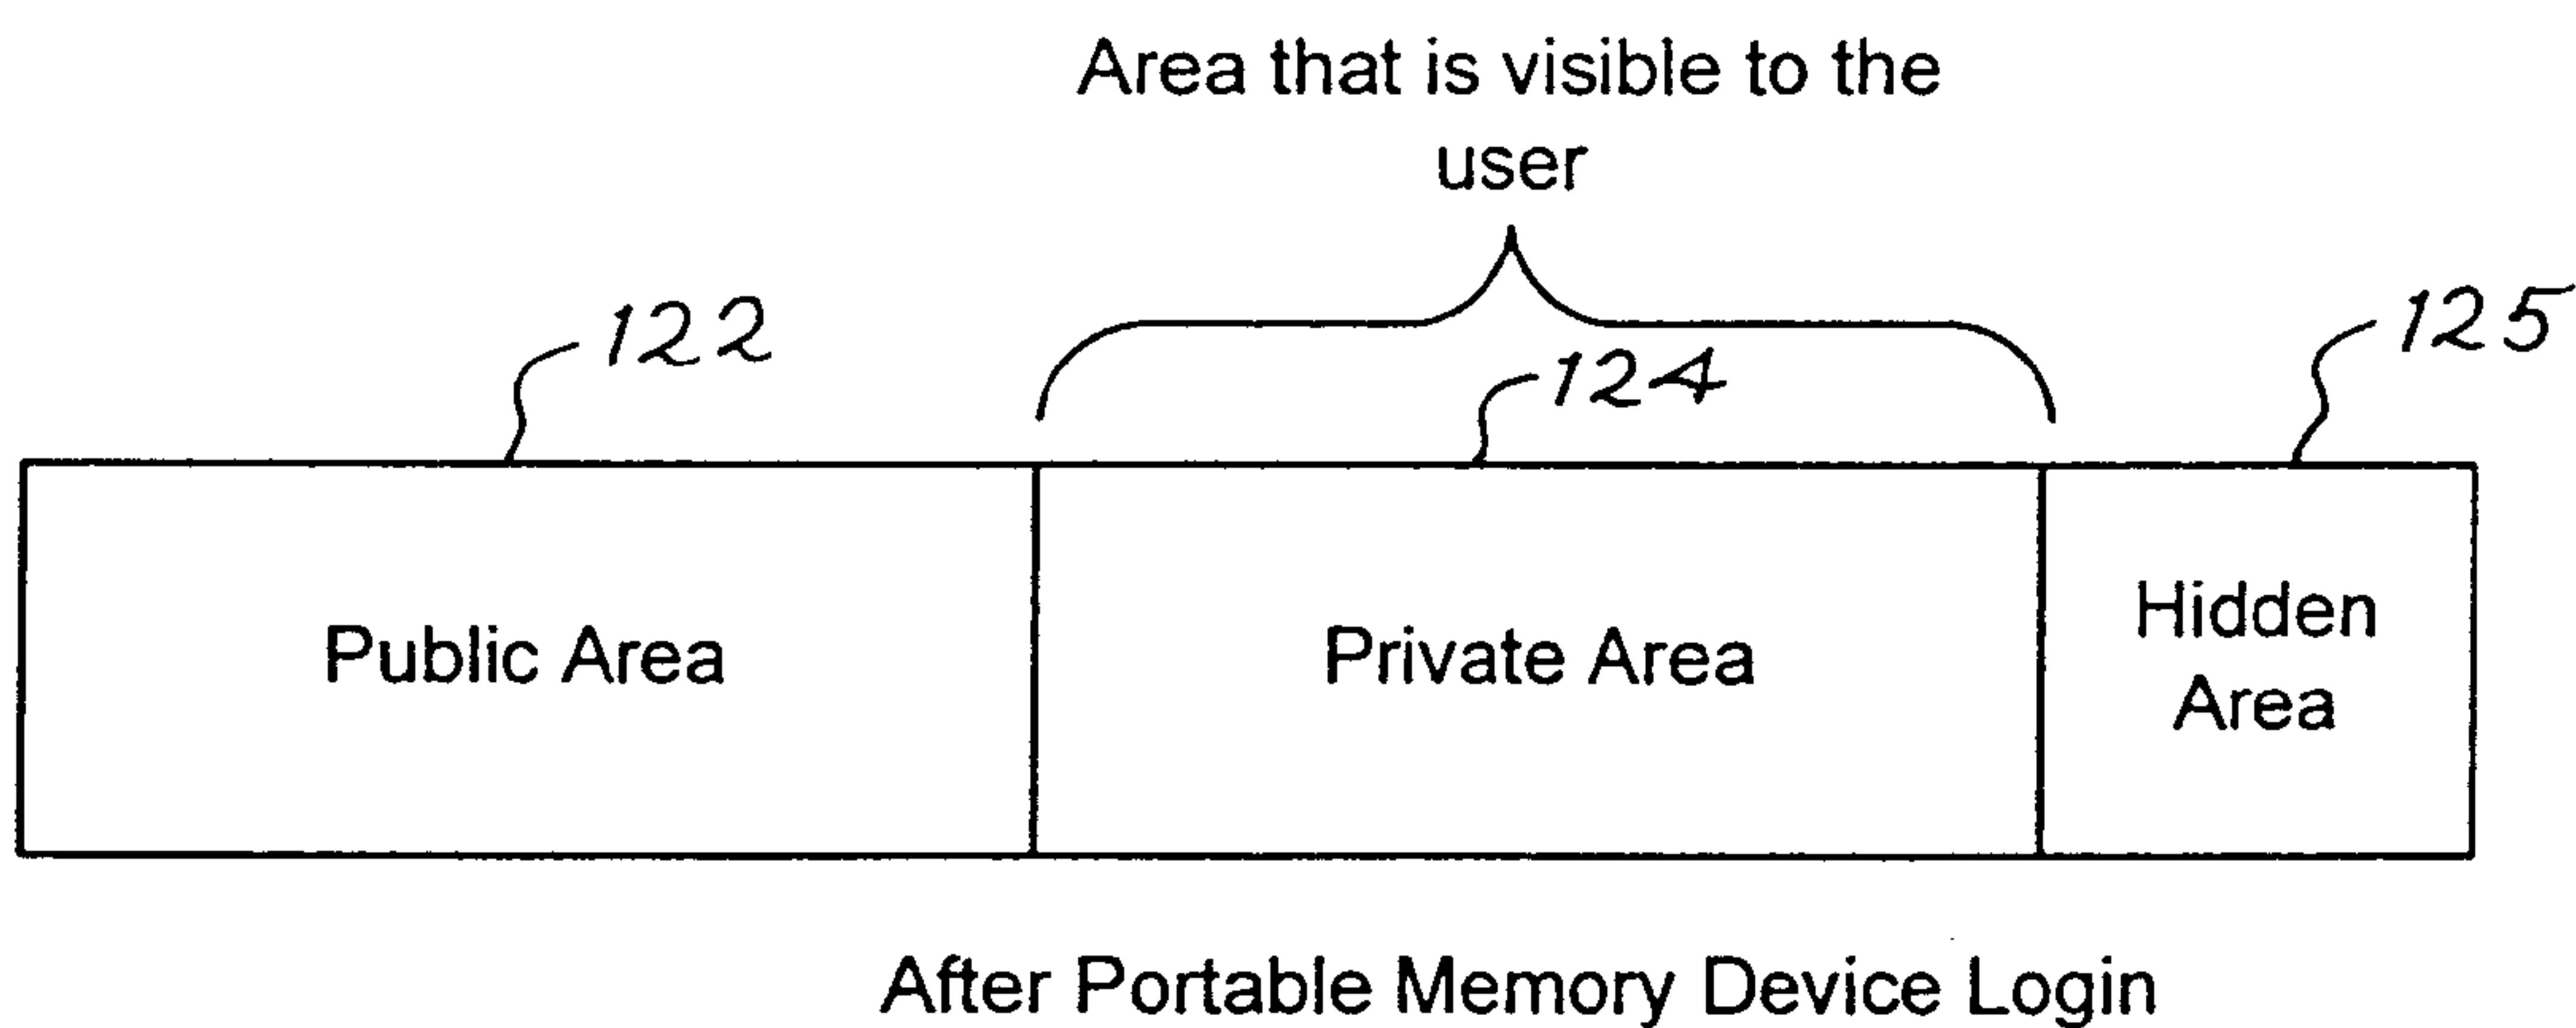 Area that is visible to the
user
122
124
125
Public Area
Private Area
Hidden
Area
After Portable Memory Device Login